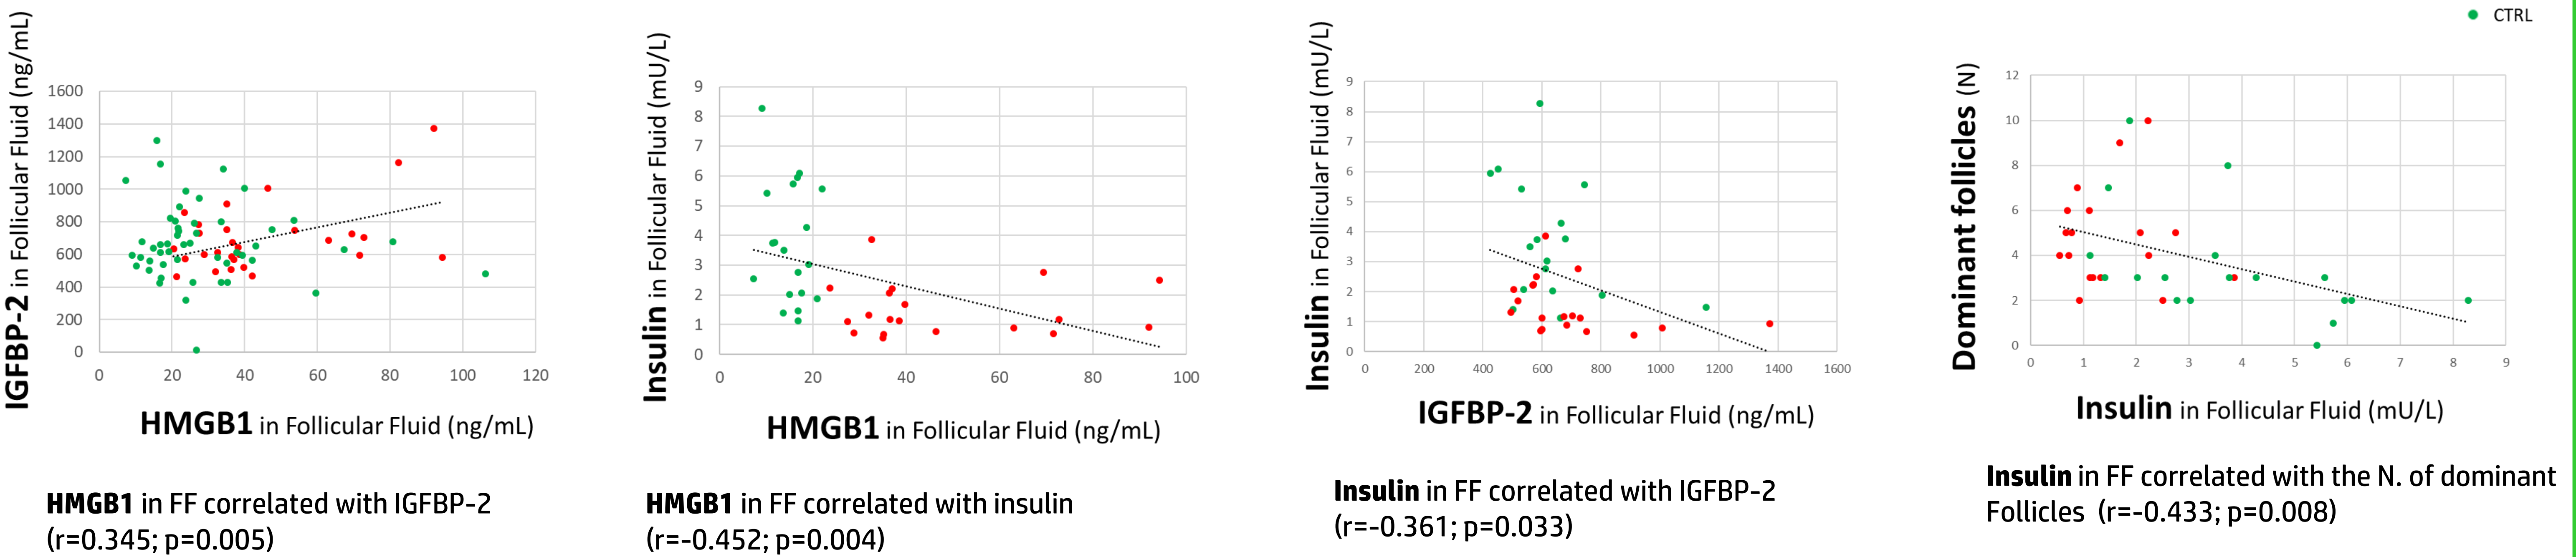 CTRL
IGFBP-2 in Follicular Fluid (ng/mL)
1600
1400
1200
1000
800
600
400
200
0
0 20 40 60 80 100 120
HMGB1 in Follicular Fluid (ng/mL)
HMGB1 in FF correlated with IGFBP-2
(r=0.345; p=0.005)
Insulin in Follicular Fluid (mU/L)
9
8
7
6
5
4
3
2
1
0
0 20 40 60 80 100
HMGB1 in Follicular Fluid (ng/mL)
HMGB1 in FF correlated with insulin
(r=-0.452; p=0.004)
Insulin in Follicular Fluid (mU/L)
9
8
7
6
5
4
3
2
1
0
0 200 400 600 800 1000 1200 1400 1600
IGFBP-2 in Follicular Fluid (ng/mL)
Insulin in FF correlated with IGFBP-2
(r=-0.361; p=0.033)
Dominant follicles (N)
12
10
8
6
4
2
0
0 1 2 3 4 5 6 7 8 9
Insulin in Follicular Fluid (mU/L)
Insulin in FF correlated with the N. of dominant
Follicles (r=-0.433; p=0.008)